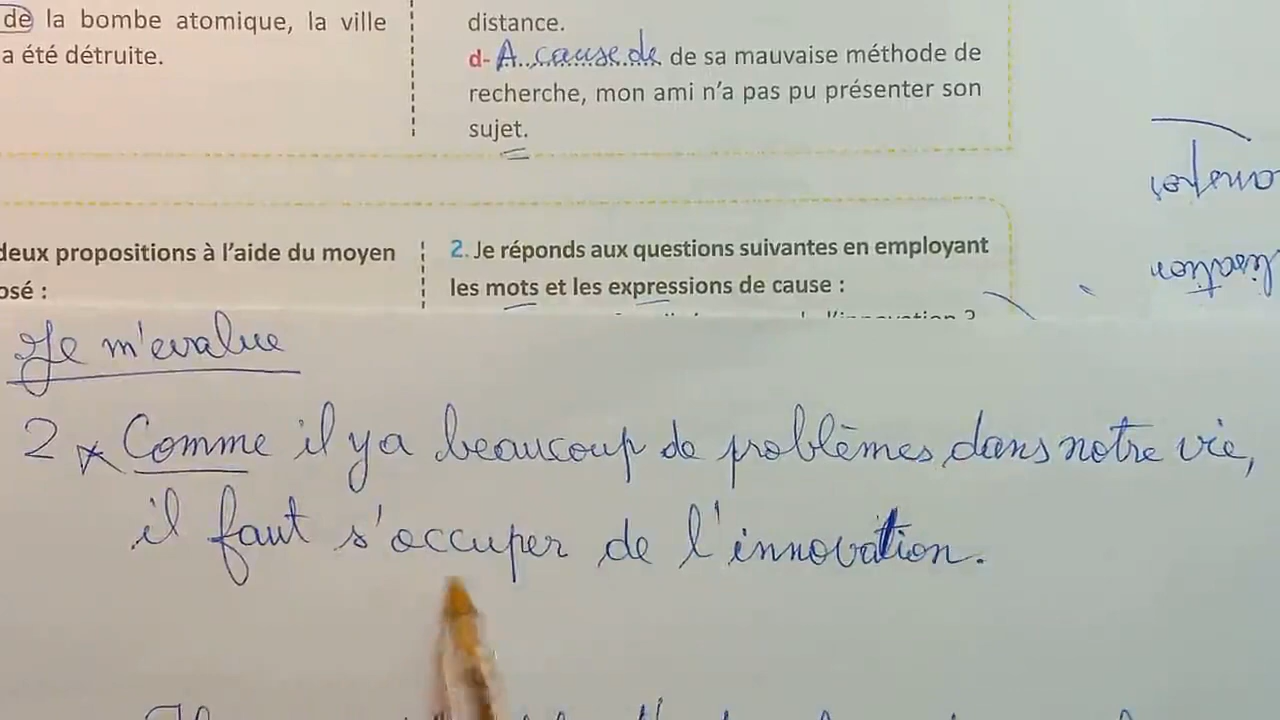 de la bombe atomique, la ville
a été détruite.
distance.
d- A cause de de sa mauvaise méthode de
recherche, mon ami n'a pas pu présenter son
sujet.
deux propositions à l'aide du moyen
osé :
2. Je réponds aux questions suivantes en employant
les mots et les expressions de cause :
Je m'evalue
2 * Comme il y a beaucoup de problèmes dans notre vie,
il faut s'occuper de l'innovation.